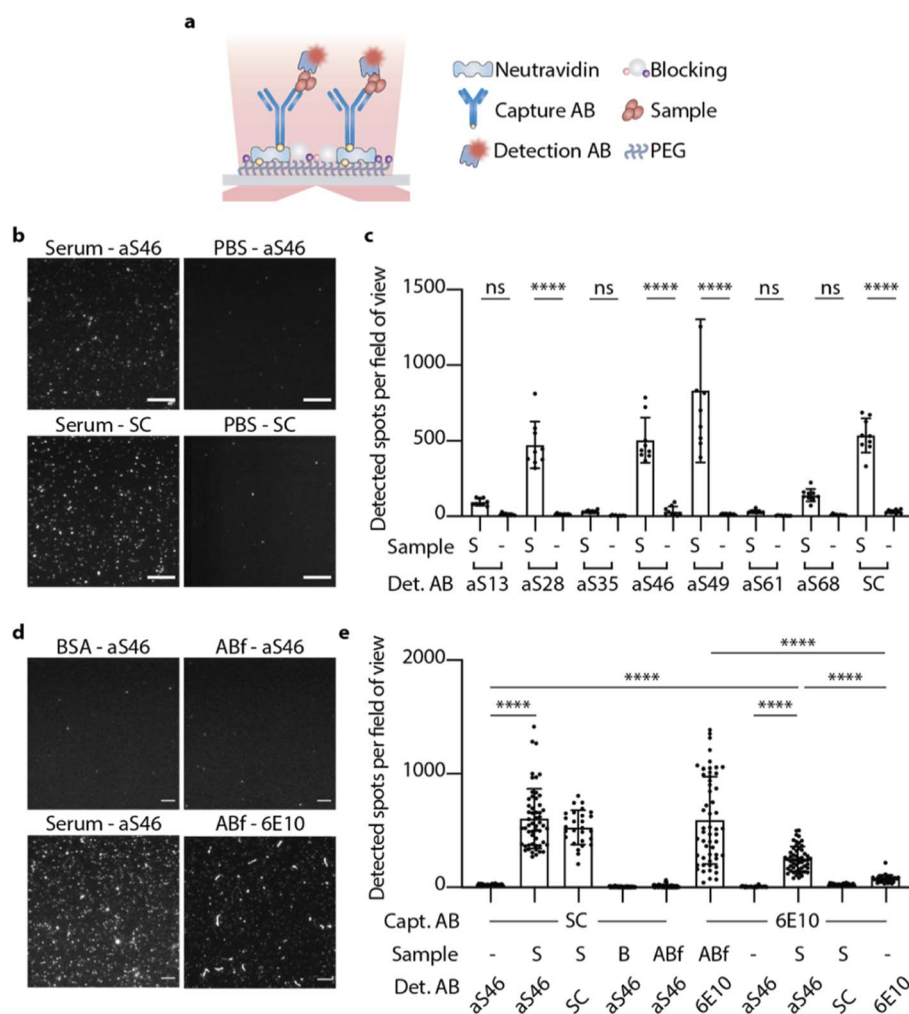 a
Neutravidin Blocking
Capture AB Sample
Detection AB PEG
b
Serum - aS46 PBS - aS46
Serum - SC PBS - SC
c
Detected spots per field of view
1500
1000
500
0
ns **** ns **** **** ns ns ****
Sample S - S - S - S - S - S - S - S -
Det. AB aS13 aS28 aS35 aS46 aS49 aS61 aS68 SC
d
BSA - aS46 ABf - aS46
Serum - aS46 ABf - 6E10
e
Detected spots per field of view
2000
1000
0
****
**** ****
**** ****
Capt. AB SC 6E10
Sample - S S B ABf ABf - S S -
Det. AB aS46 aS46 SC aS46 aS46 6E10 aS46 aS46 SC 6E10